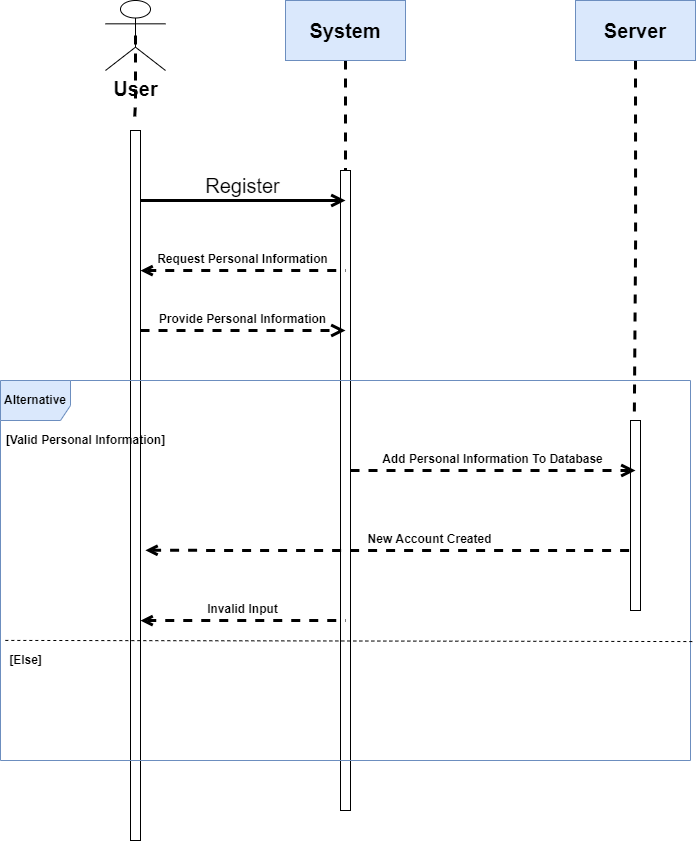 System
Server
User
Register
Request Personal Information
Provide Personal Information
Alternative
[Valid Personal Information]
Add Personal Information To Database
New Account Created
Invalid Input
[Else]